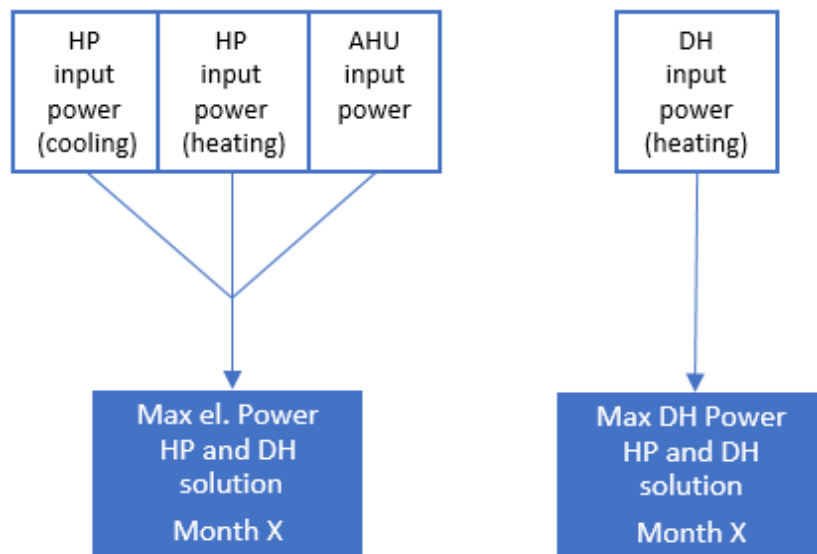 HP
input
power
(cooling)
HP
input
power
(heating)
AHU
input
power
DH
input
power
(heating)
Max el. Power
HP and DH
solution
Month X
Max DH Power
HP and DH
solution
Month X